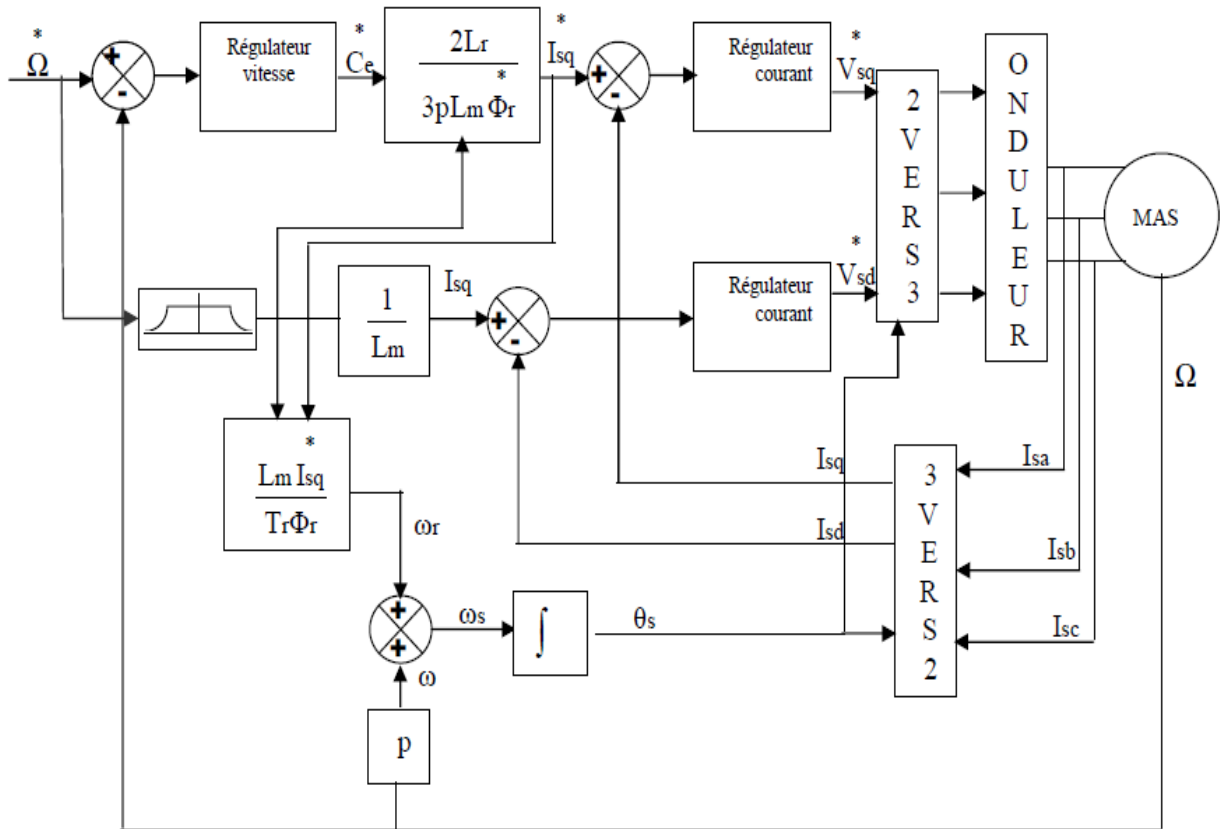 *
Ω
+
-
Régulateur
vitesse
*
Ce
2Lr
*
3pLm Φr
*
Isq
+
-
Régulateur
courant
*
Vsq
2
V
E
R
S
3
O
N
D
U
L
E
U
R
MAS
1
Lm
Isq
+
-
Régulateur
courant
*
Vsd
Ω
*
Lm Isq
TrΦr
ωr
Isq
Isd
3
V
E
R
S
2
Isa
Isb
Isc
+
+
ωs
∫
θs
ω
p